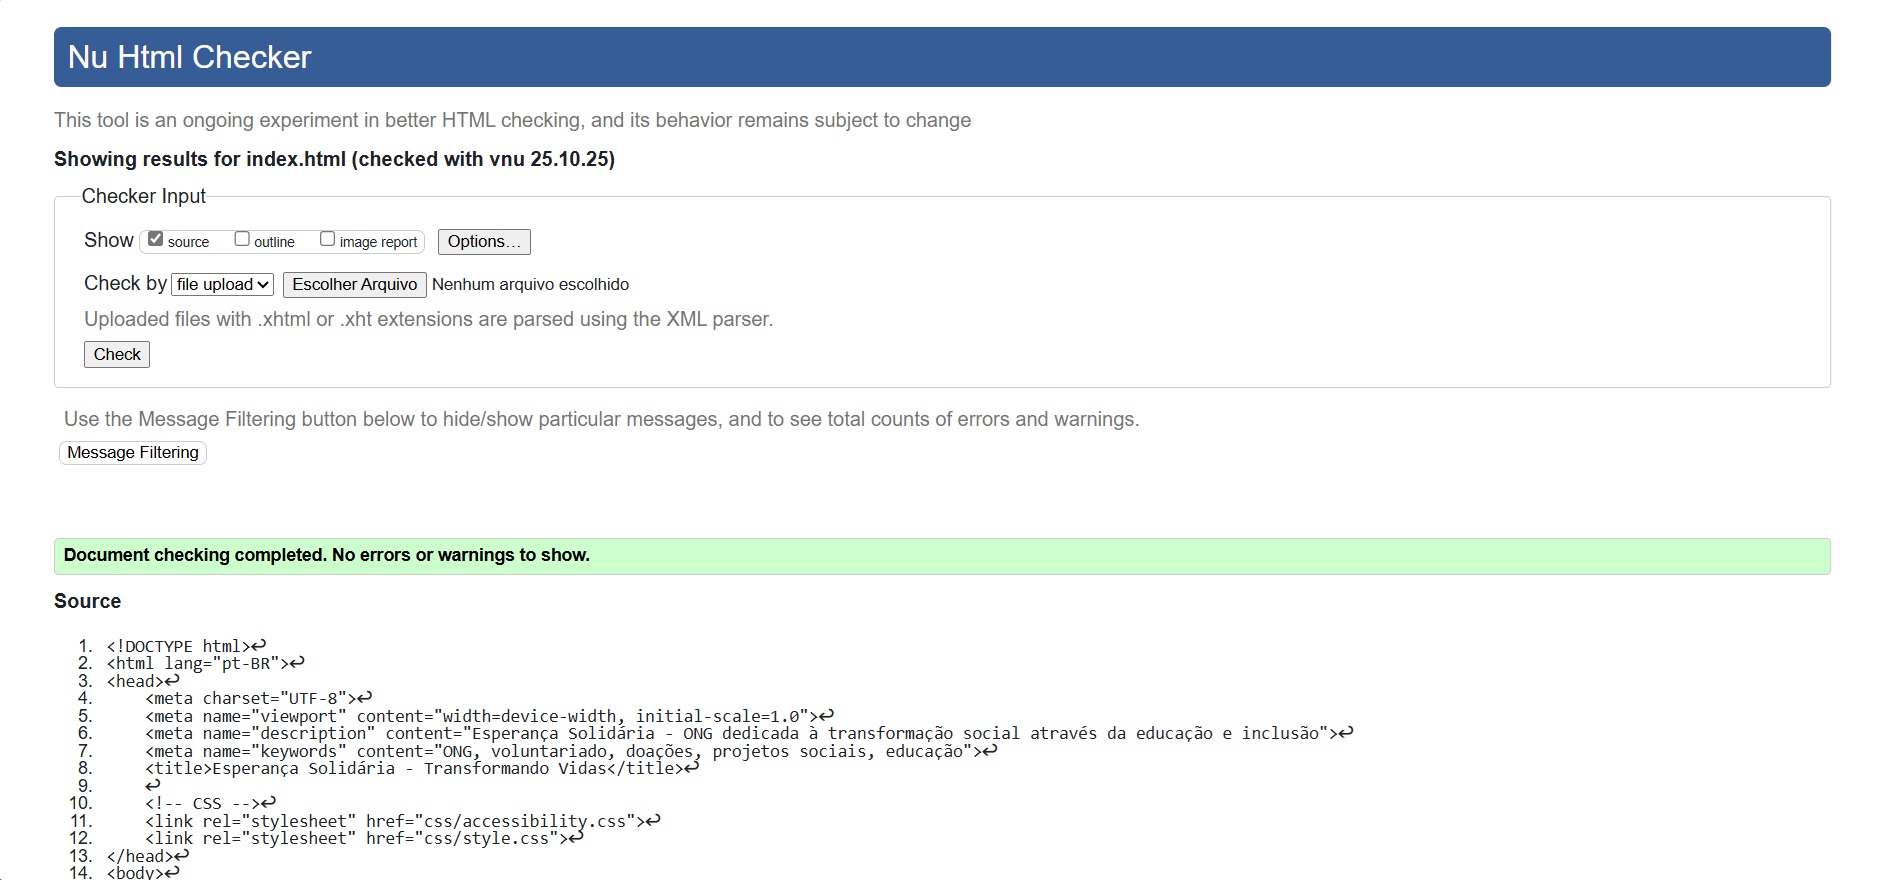 Nu Html Checker
This tool is an ongoing experiment in better HTML checking, and its behavior remains subject to change
Showing results for index.html (checked with vnu 25.10.25)
Checker Input
Show source outline image report Options…
Check by file upload Escolher Arquivo Nenhum arquivo escolhido
Uploaded files with .xhtml or .xht extensions are parsed using the XML parser.
Check
Use the Message Filtering button below to hide/show particular messages, and to see total counts of errors and warnings.
Message Filtering
Document checking completed. No errors or warnings to show.
Source
1. <!DOCTYPE html>↩
2. <html lang="pt-BR">↩
3. <head>↩
4. <meta charset="UTF-8">↩
5. <meta name="viewport" content="width=device-width, initial-scale=1.0">↩
6. <meta name="description" content="Esperança Solidária - ONG dedicada à transformação social através da educação e inclusão">↩
7. <meta name="keywords" content="ONG, voluntariado, doações, projetos sociais, educação">↩
8. <title>Esperança Solidária - Transformando Vidas</title>↩
9. ↩
10. <!-- CSS -->↩
11. <link rel="stylesheet" href="css/accessibility.css">↩
12. <link rel="stylesheet" href="css/style.css">↩
13. </head>↩
14. <body>↩